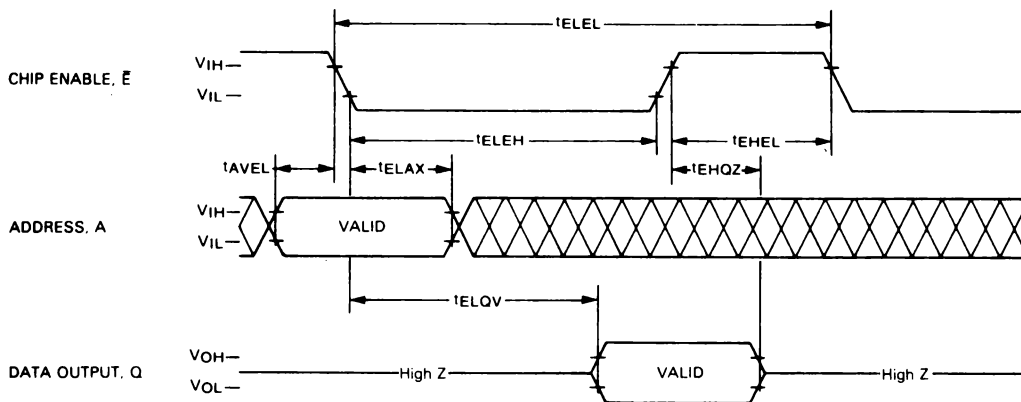 tELEL
CHIP ENABLE, Ē
VIH
VIL
tELEH
tEHEL
tAVEL
tELAX
tEHQZ
ADDRESS, A
VIH
VIL
VALID
tELQV
DATA OUTPUT, Q
VOH
VOL
High Z
VALID
High Z